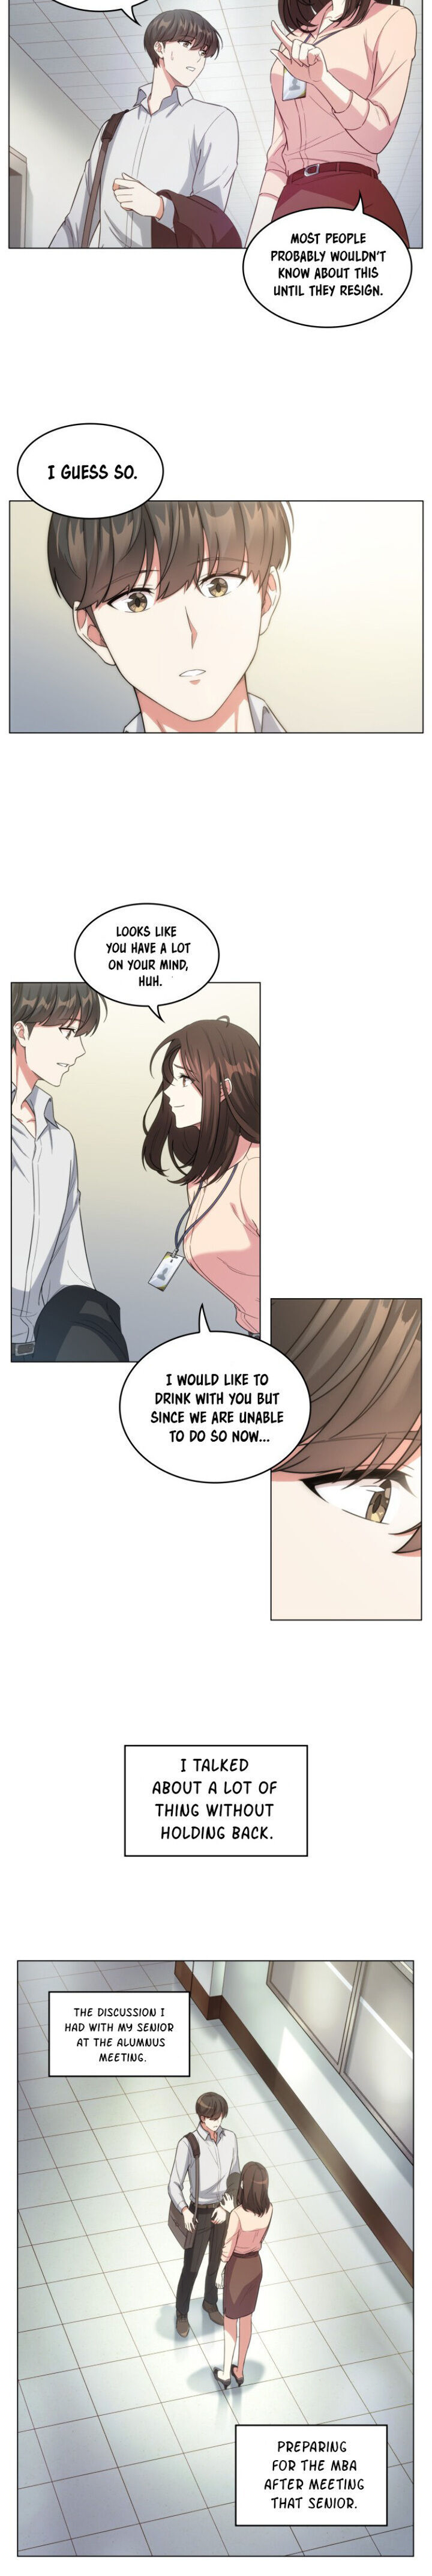 MOST PEOPLE
PROBABLY WOULDN'T
KNOW ABOUT THIS
UNTIL THEY RESIGN.
I GUESS SO.
LOOKS LIKE
YOU HAVE A LOT
ON YOUR MIND,
HUH.
I WOULD LIKE TO
DRINK WITH YOU BUT
SINCE WE ARE UNABLE
TO DO SO NOW...
I TALKED
ABOUT A LOT OF
THING WITHOUT
HOLDING BACK.
THE DISCUSSION I
HAD WITH MY SENIOR
AT THE ALUMNUS
MEETING.
PREPARING
FOR THE MBA
AFTER MEETING
THAT SENIOR.